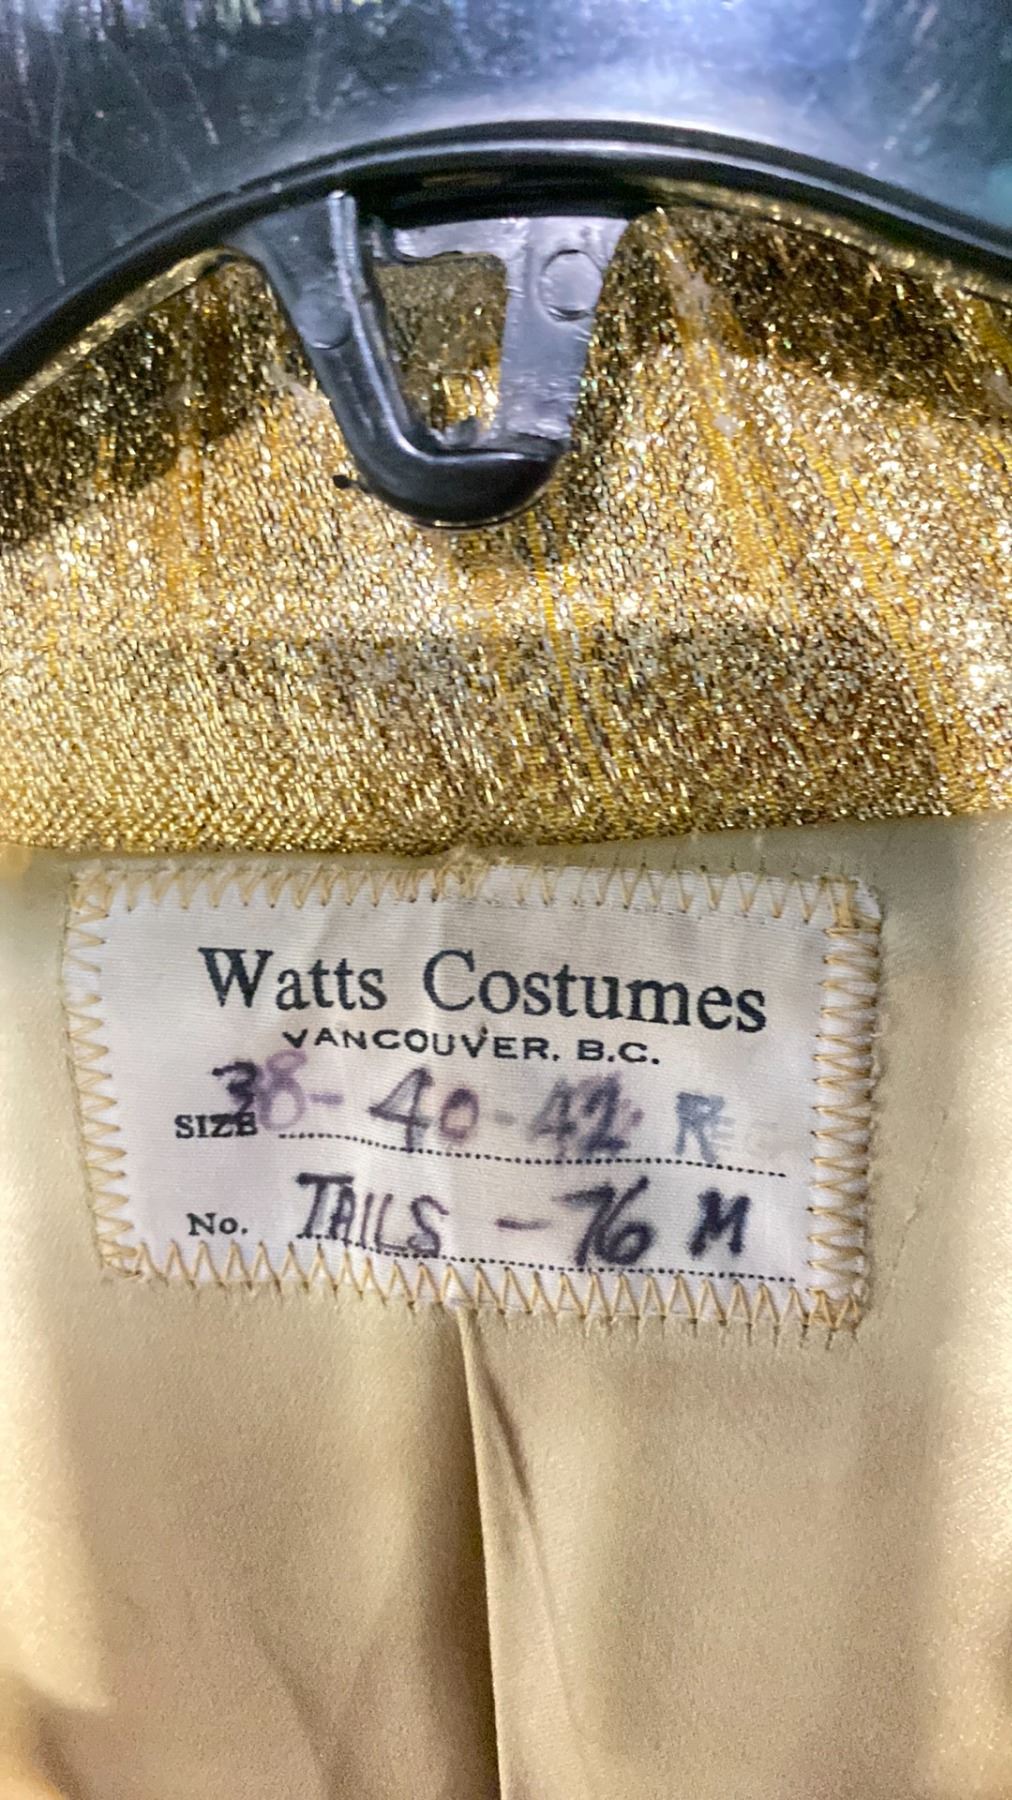 Watts Costumes
VANCOUVER, B.C.
SIZE 38-40-42 R
No. TAILS - 76 M